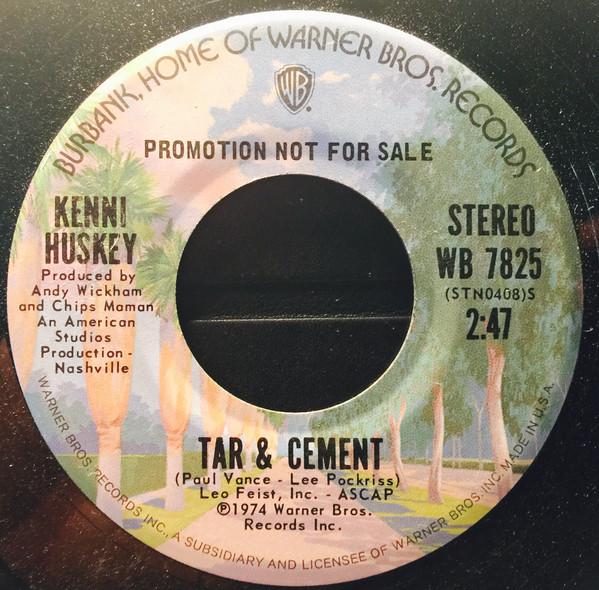 BURBANK, HOME OF WARNER BROS. RECORDS
WB
PROMOTION NOT FOR SALE
KENNI
HUSKEY
Produced by
Andy Wickham
and Chips Maman
An American
Studios
Production -
Nashville
STEREO
WB 7825
(STN0408)S
2:47
TAR & CEMENT
(Paul Vance - Lee Pockriss)
Leo Feist, Inc. - ASCAP
℗1974 Warner Bros.
Records Inc.
WARNER BROS. RECORDS INC., A SUBSIDIARY AND LICENSEE OF WARNER BROS. INC. MADE IN U.S.A.